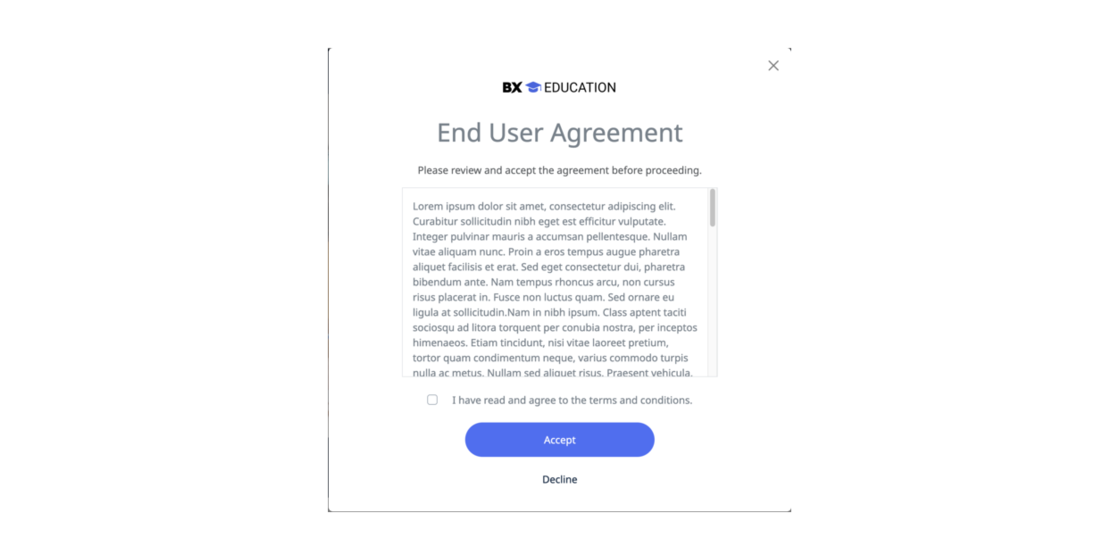 BX EDUCATION
End User Agreement
Please review and accept the agreement before proceeding.
Lorem ipsum dolor sit amet, consectetur adipiscing elit.
Curabitur sollicitudin nibh eget est efficitur vulputate.
Integer pulvinar mauris a accumsan pellentesque. Nullam
vitae aliquam nunc. Proin a eros tempus augue pharetra
aliquet facilisis et erat. Sed eget consectetur dui, pharetra
bibendum ante. Nam tempus rhoncus arcu, non cursus
risus placerat in. Fusce non luctus quam. Sed ornare eu
ligula at sollicitudin.Nam in nibh ipsum. Class aptent taciti
sociosqu ad litora torquent per conubia nostra, per inceptos
himenaeos. Etiam tincidunt, nisi vitae laoreet pretium,
tortor quam condimentum neque, varius commodo turpis
nulla ac metus. Nullam sed aliquet risus. Praesent vehicula,
I have read and agree to the terms and conditions.
Accept
Decline